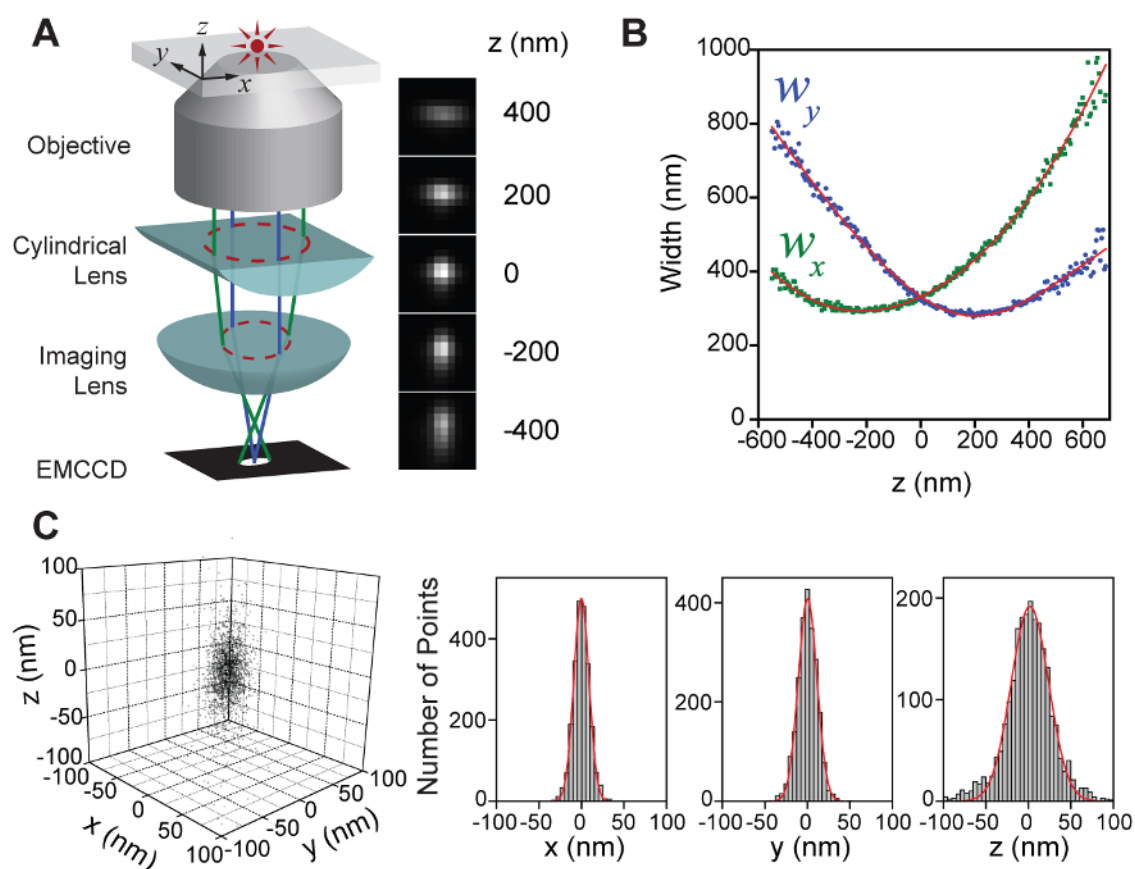 A
z
y
x
Objective
Cylindrical
Lens
Imaging
Lens
EMCCD
z (nm)
400
200
0
-200
-400
B
1000
800
600
400
200
0
Width (nm)
wy
wx
-600 -400 -200 0 200 400 600
z (nm)
C
100
50
0
-50
-100
z (nm)
-100
-50
0
50
100
x (nm)
-100
-50
0
50
100
y (nm)
Number of Points
400
200
0
-100 -50 0 50 100
x (nm)
400
200
0
-100 -50 0 50 100
y (nm)
200
100
0
-100 -50 0 50 100
z (nm)